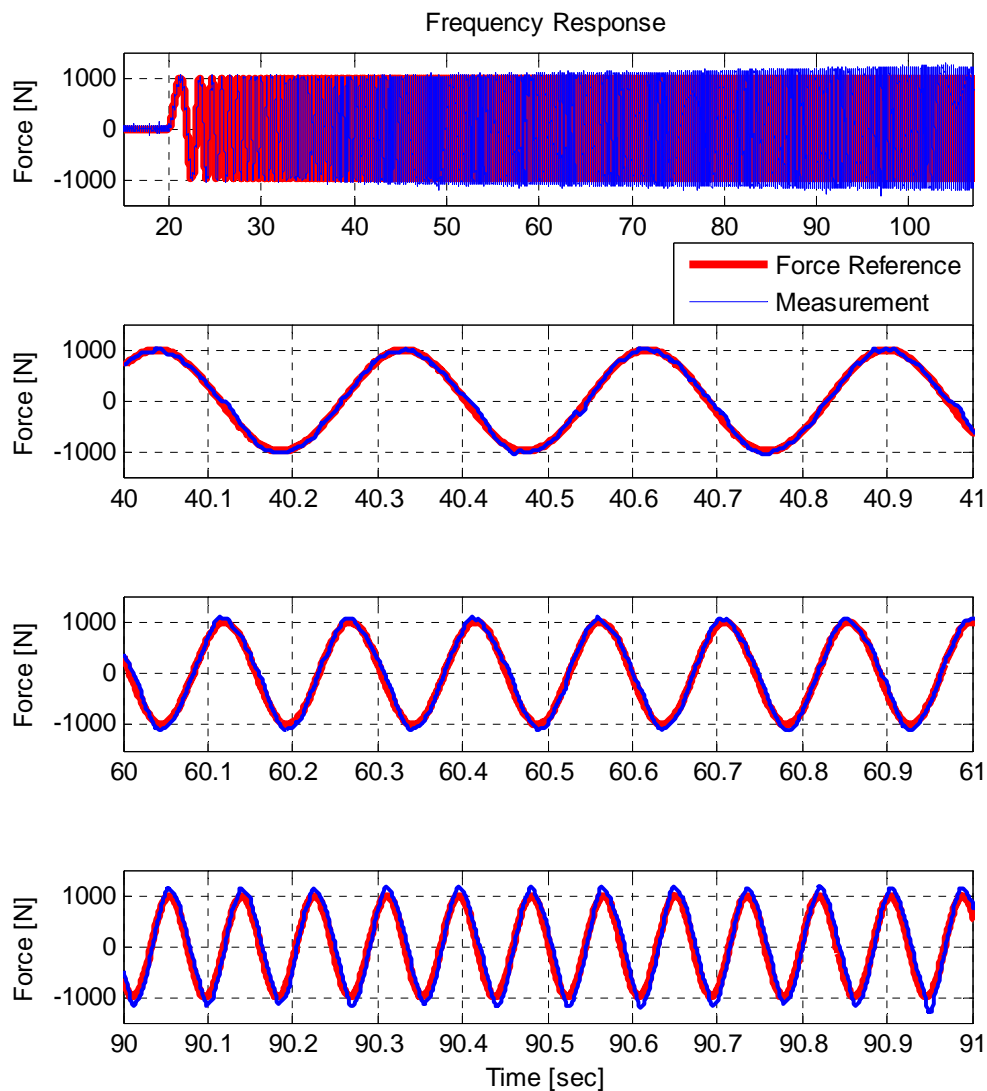 Frequency Response
Force [N]
1000
0
-1000
20 30 40 50 60 70 80 90 100
Force Reference
Measurement
Force [N]
1000
0
-1000
40 40.1 40.2 40.3 40.4 40.5 40.6 40.7 40.8 40.9 41
Force [N]
1000
0
-1000
60 60.1 60.2 60.3 60.4 60.5 60.6 60.7 60.8 60.9 61
Force [N]
1000
0
-1000
90 90.1 90.2 90.3 90.4 90.5 90.6 90.7 90.8 90.9 91
Time [sec]